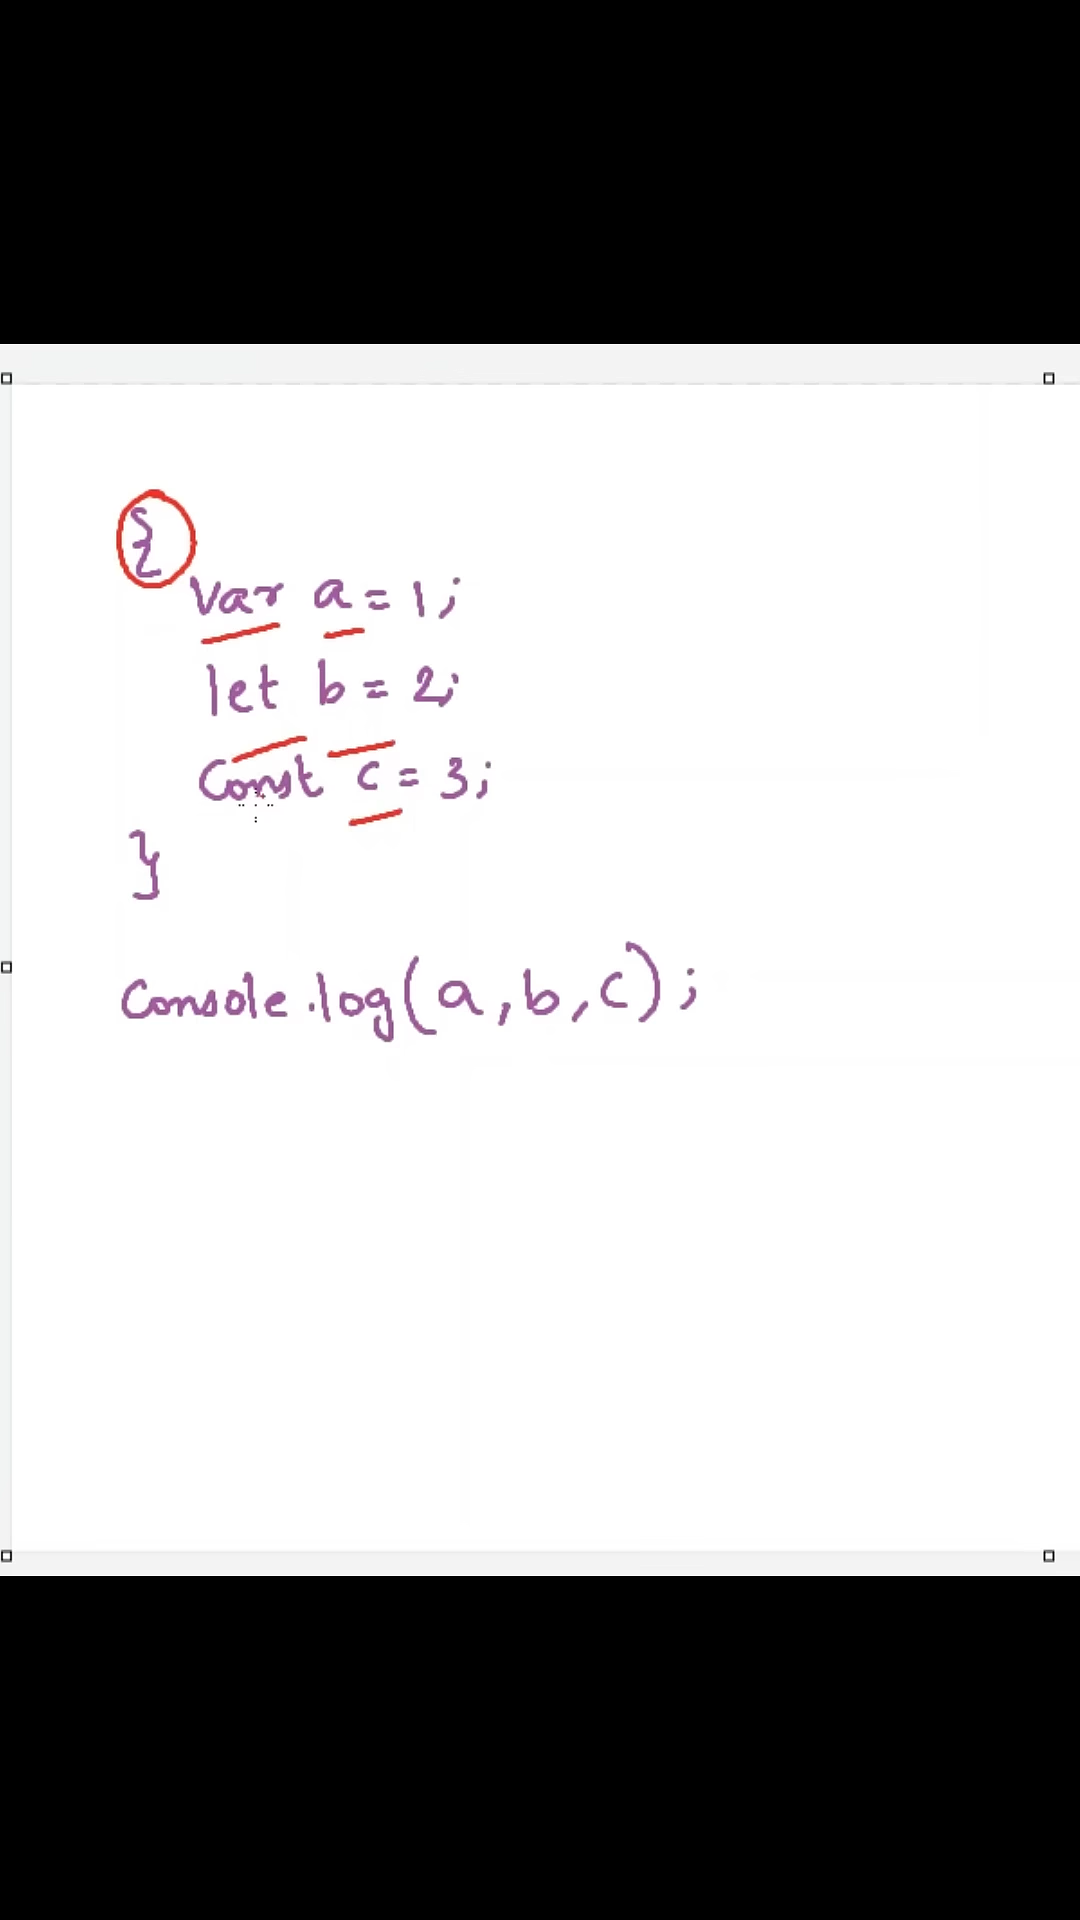 {
Var a = 1;
let b = 2;
Const c = 3;
}
Console.log(a,b,c);